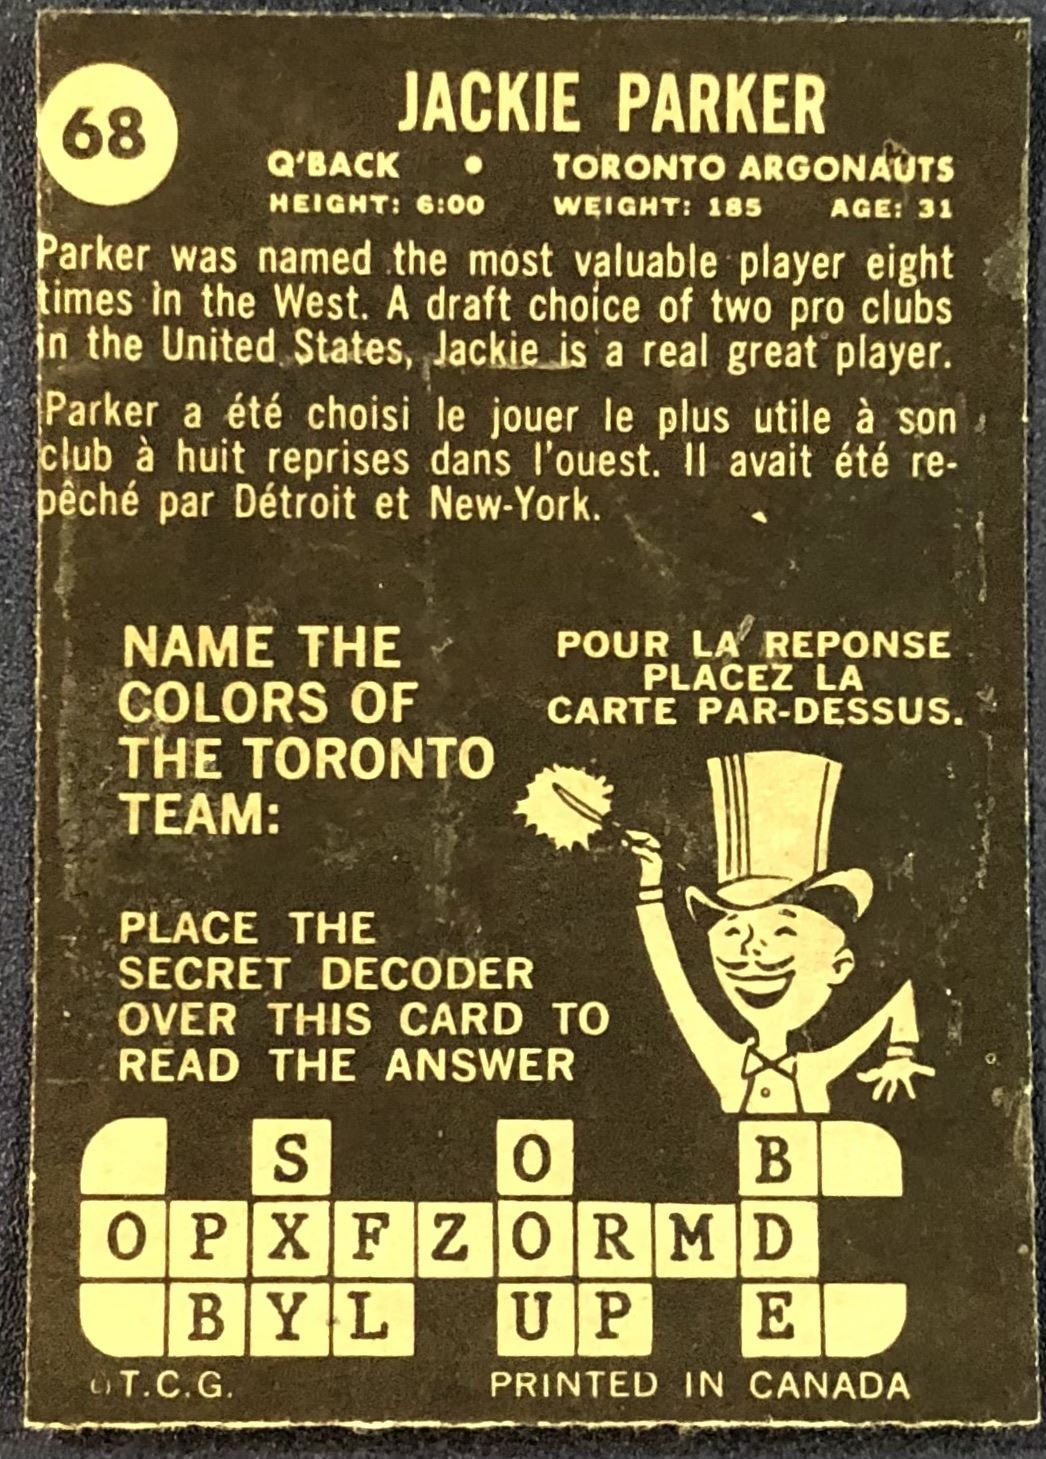 68
JACKIE PARKER
Q'BACK • TORONTO ARGONAUTS
HEIGHT: 6:00 WEIGHT: 185 AGE: 31
Parker was named the most valuable player eight
times in the West. A draft choice of two pro clubs
in the United States, Jackie is a real great player.
Parker a été choisi le jouer le plus utile à son
club à huit reprises dans l'ouest. Il avait été re-
pêché par Détroit et New-York.
NAME THE
COLORS OF
THE TORONTO
TEAM:
POUR LA REPONSE
PLACEZ LA
CARTE PAR-DESSUS.
PLACE THE
SECRET DECODER
OVER THIS CARD TO
READ THE ANSWER
S O B
O P X F Z O R M D
B Y L U P E
©T.C.G. PRINTED IN CANADA